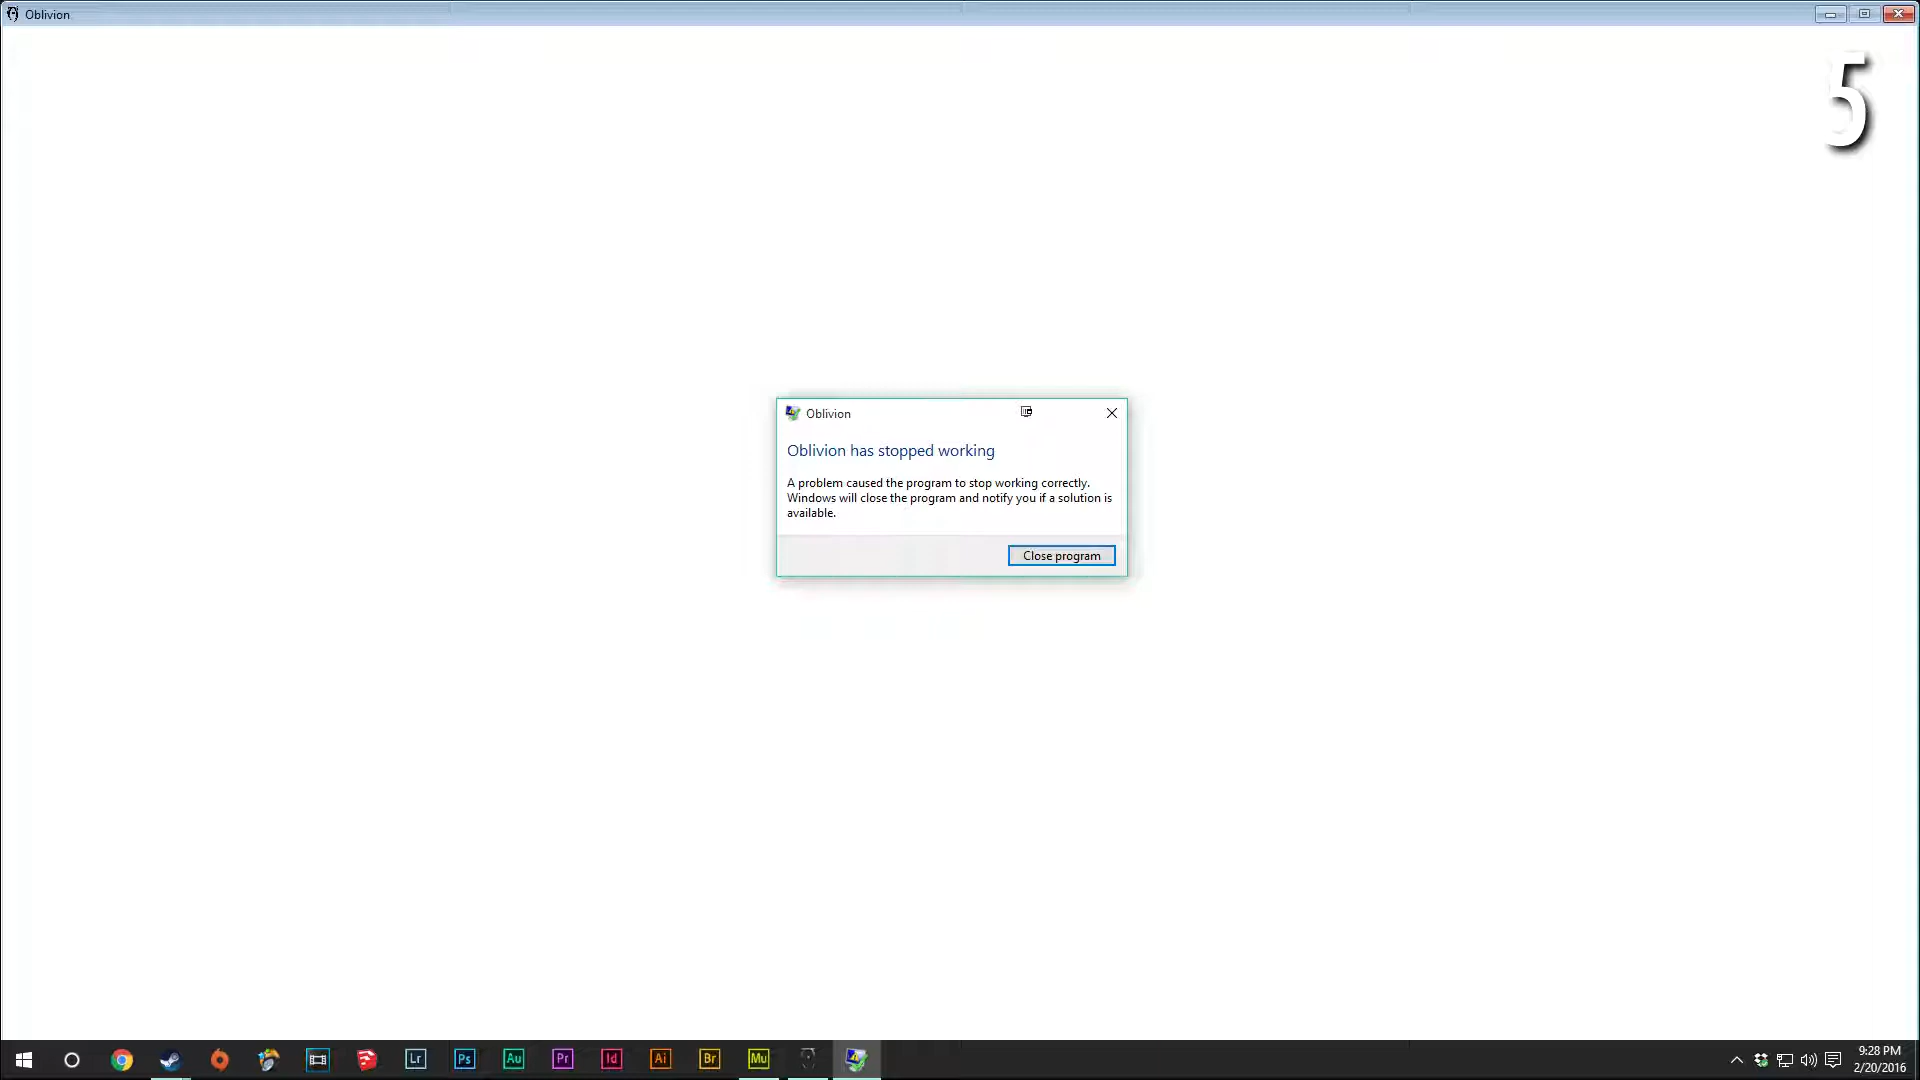 Oblivion
5
Oblivion
Oblivion has stopped working
A problem caused the program to stop working correctly.
Windows will close the program and notify you if a solution is
available.
Close program
Lr Ps Au Pr Id Ai Br Mu
9:28 PM
2/20/2016